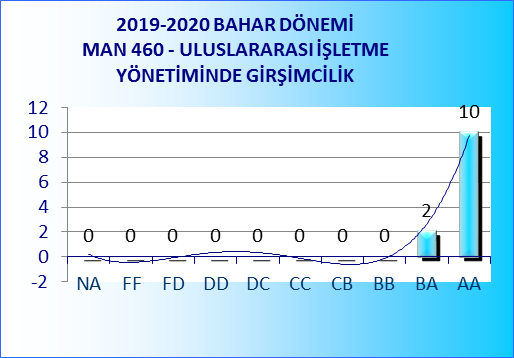 2019-2020 BAHAR DÖNEMİ
MAN 460 - ULUSLARARASI İŞLETME
YÖNETİMİNDE GİRŞİMCİLİK
12
10
8
6
4
2
0
-2
0 0 0 0 0 0 0 0 2 10
NA FF FD DD DC CC CB BB BA AA